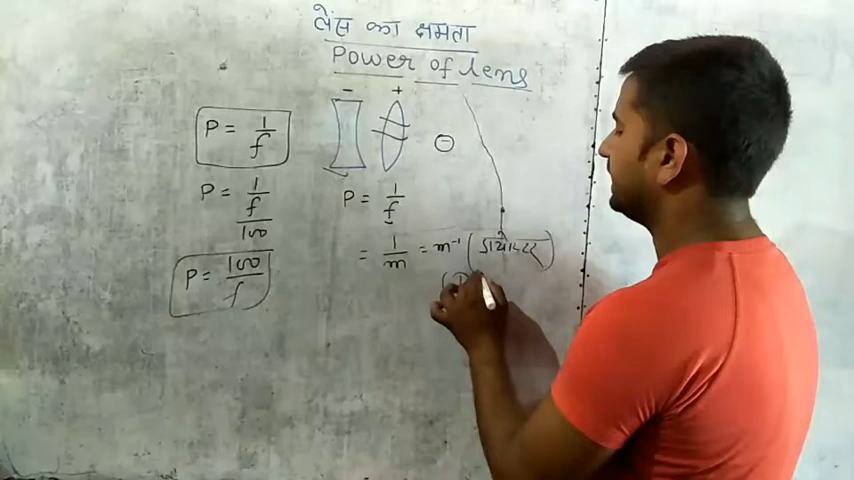 लेंस का क्षमता
Power of lens
- +
P = 1/f
P = 1/f/100
P = 100/f
P = 1/f
= 1/m = m⁻¹ (डायोप्टर)